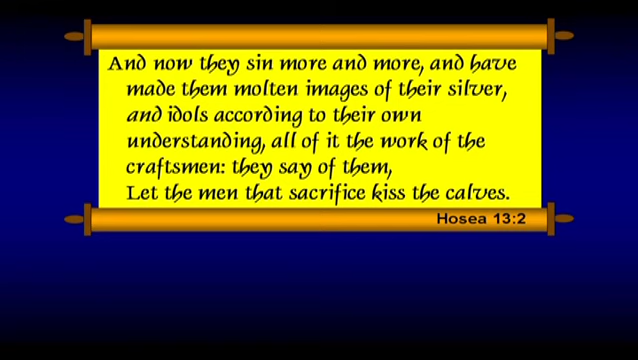 And now they sin more and more, and have
made them molten images of their silver,
and idols according to their own
understanding, all of it the work of the
craftsmen: they say of them,
Let the men that sacrifice kiss the calves.
Hosea 13:2